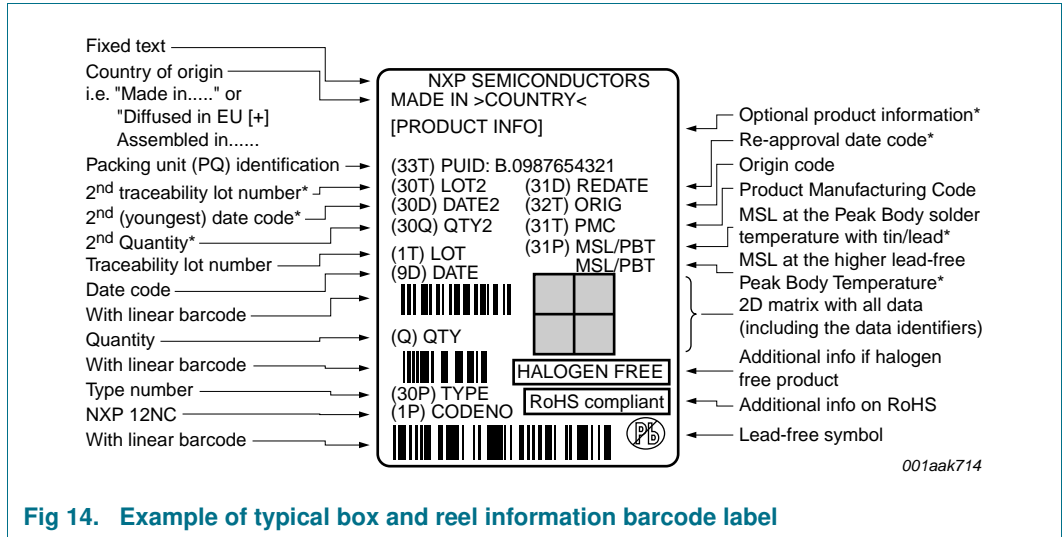 Fixed text
Country of origin
i.e. "Made in....." or
"Diffused in EU [+]
Assembled in......
Packing unit (PQ) identification
2nd traceability lot number*
2nd (youngest) date code*
2nd Quantity*
Traceability lot number
Date code
With linear barcode
Quantity
With linear barcode
Type number
NXP 12NC
With linear barcode
NXP SEMICONDUCTORS
MADE IN >COUNTRY<
[PRODUCT INFO]
(33T) PUID: B.0987654321
(30T) LOT2 (31D) REDATE
(30D) DATE2 (32T) ORIG
(30Q) QTY2 (31T) PMC
(31P) MSL/PBT
(1T) LOT MSL/PBT
(9D) DATE
(Q) QTY
HALOGEN FREE
(30P) TYPE
RoHS compliant
(1P) CODENO
Pb
Optional product information*
Re-approval date code*
Origin code
Product Manufacturing Code
MSL at the Peak Body solder
temperature with tin/lead*
MSL at the higher lead-free
Peak Body Temperature*
2D matrix with all data
(including the data identifiers)
Additional info if halogen
free product
Additional info on RoHS
Lead-free symbol
001aak714
Fig 14. Example of typical box and reel information barcode label